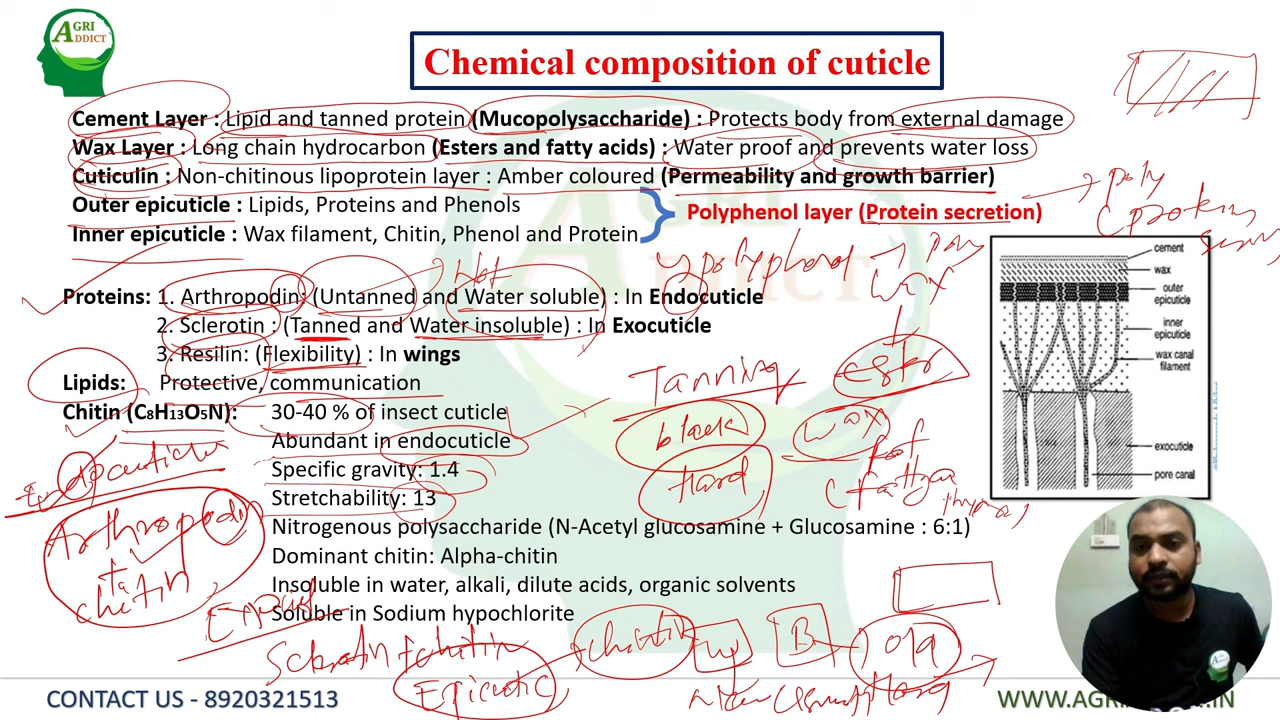 AGRI
ADDICT
Chemical composition of cuticle
Cement Layer : Lipid and tanned protein (Mucopolysaccharide) : Protects body from external damage
Wax Layer : Long chain hydrocarbon (Esters and fatty acids) : Water proof and prevents water loss
Cuticulin : Non-chitinous lipoprotein layer : Amber coloured (Permeability and growth barrier)
Outer epicuticle : Lipids, Proteins and Phenols
Inner epicuticle : Wax filament, Chitin, Phenol and Protein
Polyphenol layer (Protein secretion)
poly
polyphenol
wax
Proteins: 1. Arthropodin: (Untanned and Water soluble) : In Endocuticle
2. Sclerotin : (Tanned and Water insoluble) : In Exocuticle
3. Resilin: (Flexibility) : In wings
Lipids: Protective, communication
Chitin (C₈H₁₃O₅N): 30-40 % of insect cuticle
Abundant in endocuticle
Specific gravity: 1.4
Stretchability: 13
Nitrogenous polysaccharide (N-Acetyl glucosamine + Glucosamine : 6:1)
Dominant chitin: Alpha-chitin
Insoluble in water, alkali, dilute acids, organic solvents
Soluble in Sodium hypochlorite
Tanning
black
Hard
ester
wax
cement
wax
outer
epicuticle
inner
epicuticle
wax canal
filament
exocuticle
pore canal
Arthropodin
chitin
Sclerotin + chitin
chitin
B
CONTACT US - 8920321513